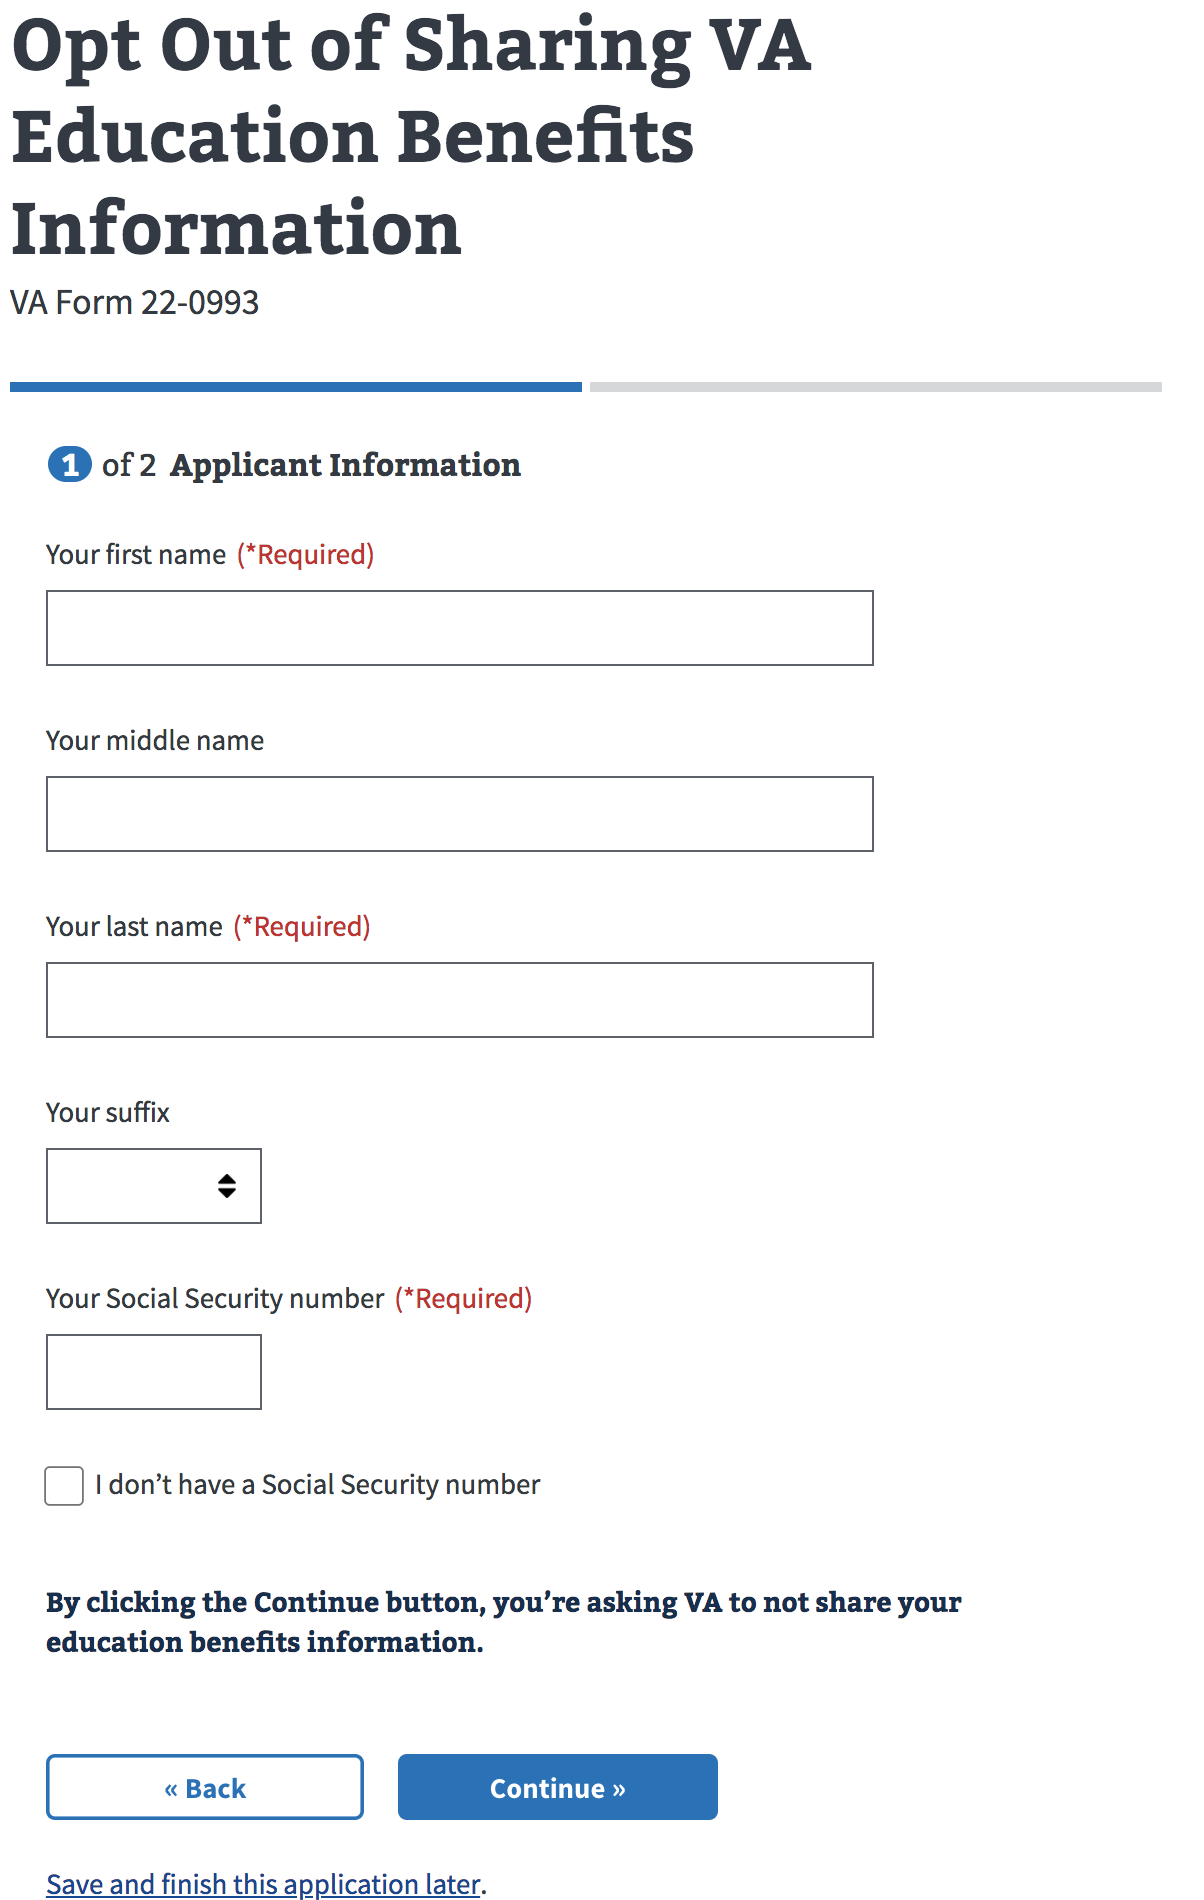 Opt Out of Sharing VA
Education Benefits
Information
VA Form 22-0993
1 of 2 Applicant Information
Your first name (*Required)
Your middle name
Your last name (*Required)
Your suffix
Your Social Security number (*Required)
I don’t have a Social Security number
By clicking the Continue button, you’re asking VA to not share your
education benefits information.
« Back
Continue »
Save and finish this application later.